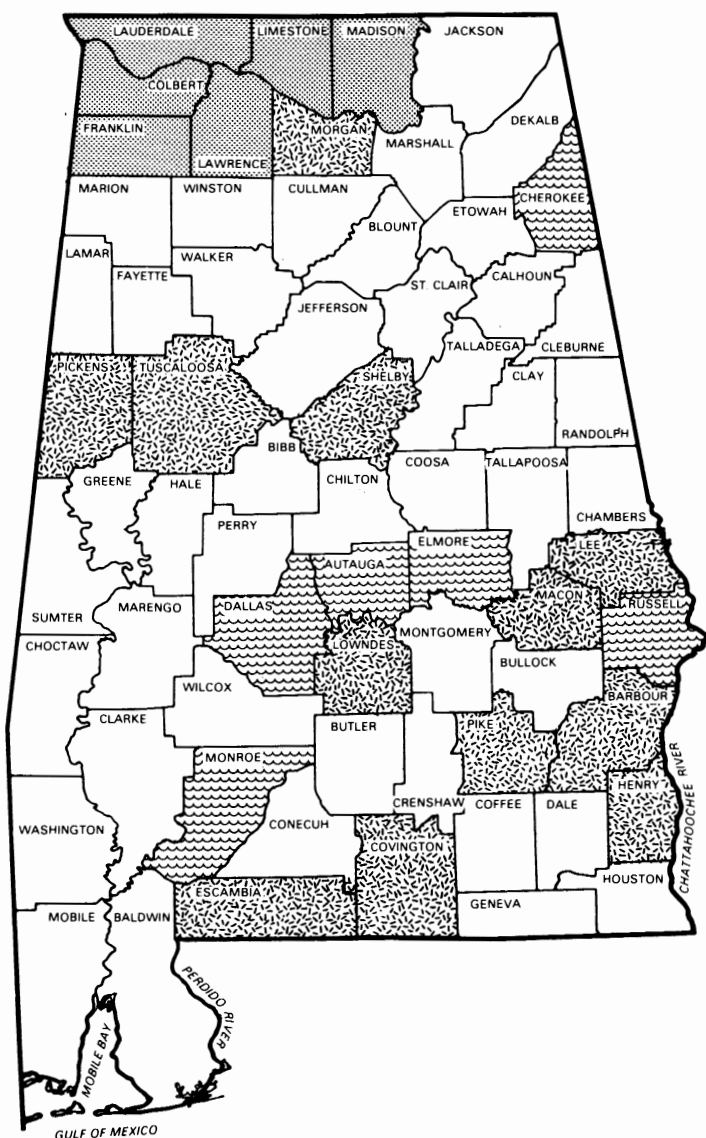 LAUDERDALE
LIMESTONE
MADISON
JACKSON
COLBERT
FRANKLIN
LAWRENCE
MORGAN
MARSHALL
DEKALB
MARION
WINSTON
CULLMAN
CHEROKEE
ETOWAH
BLOUNT
LAMAR
FAYETTE
WALKER
ST. CLAIR
CALHOUN
JEFFERSON
TALLADEGA
CLEBURNE
PICKENS
TUSCALOOSA
SHELBY
CLAY
RANDOLPH
BIBB
GREENE
HALE
CHILTON
COOSA
TALLAPOOSA
CHAMBERS
PERRY
ELMORE
LEE
AUTAUGA
MACON
RUSSELL
SUMTER
MARENGO
DALLAS
LOWNDES
MONTGOMERY
BULLOCK
CHOCTAW
WILCOX
BARBOUR
CLARKE
BUTLER
PIKE
MONROE
HENRY
CRENSHAW
COFFEE
DALE
WASHINGTON
CONECUH
COVINGTON
HOUSTON
CHATTAHOOCHEE RIVER
ESCAMBIA
GENEVA
MOBILE
BALDWIN
PERDIDO RIVER
MOBILE BAY
GULF OF MEXICO